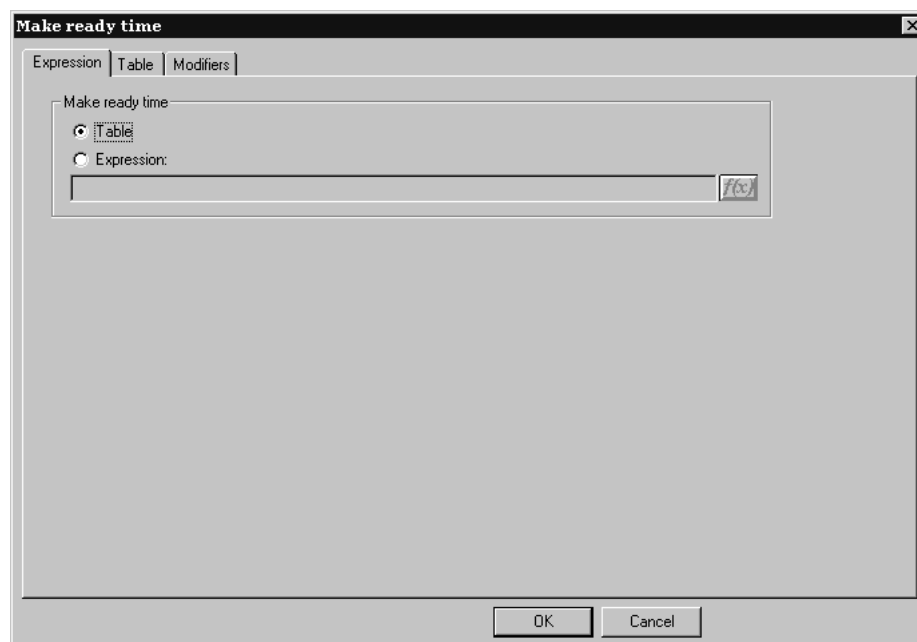 Make ready time
Expression Table Modifiers
Make ready time
Table
Expression:
f(x)
OK Cancel